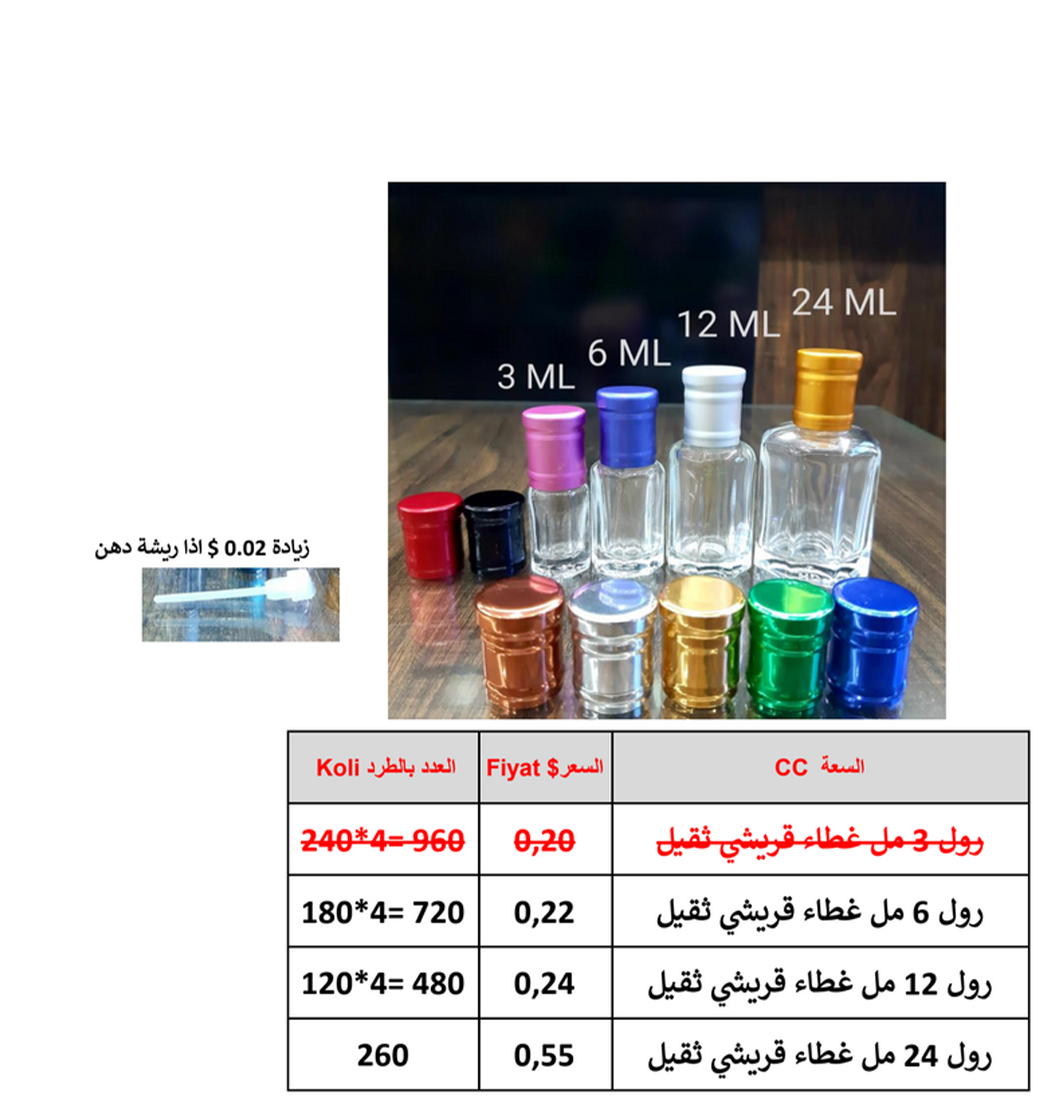 24 ML
12 ML
6 ML
3 ML
زيادة 0.02 $ اذا ريشة دهن
السعة CC
السعر$ Fiyat
العدد بالطرد Koli
رول 3 مل غطاء قريشي ثقيل
0,20
240*4= 960
رول 6 مل غطاء قريشي ثقيل
0,22
180*4= 720
رول 12 مل غطاء قريشي ثقيل
0,24
120*4= 480
رول 24 مل غطاء قريشي ثقيل
0,55
260